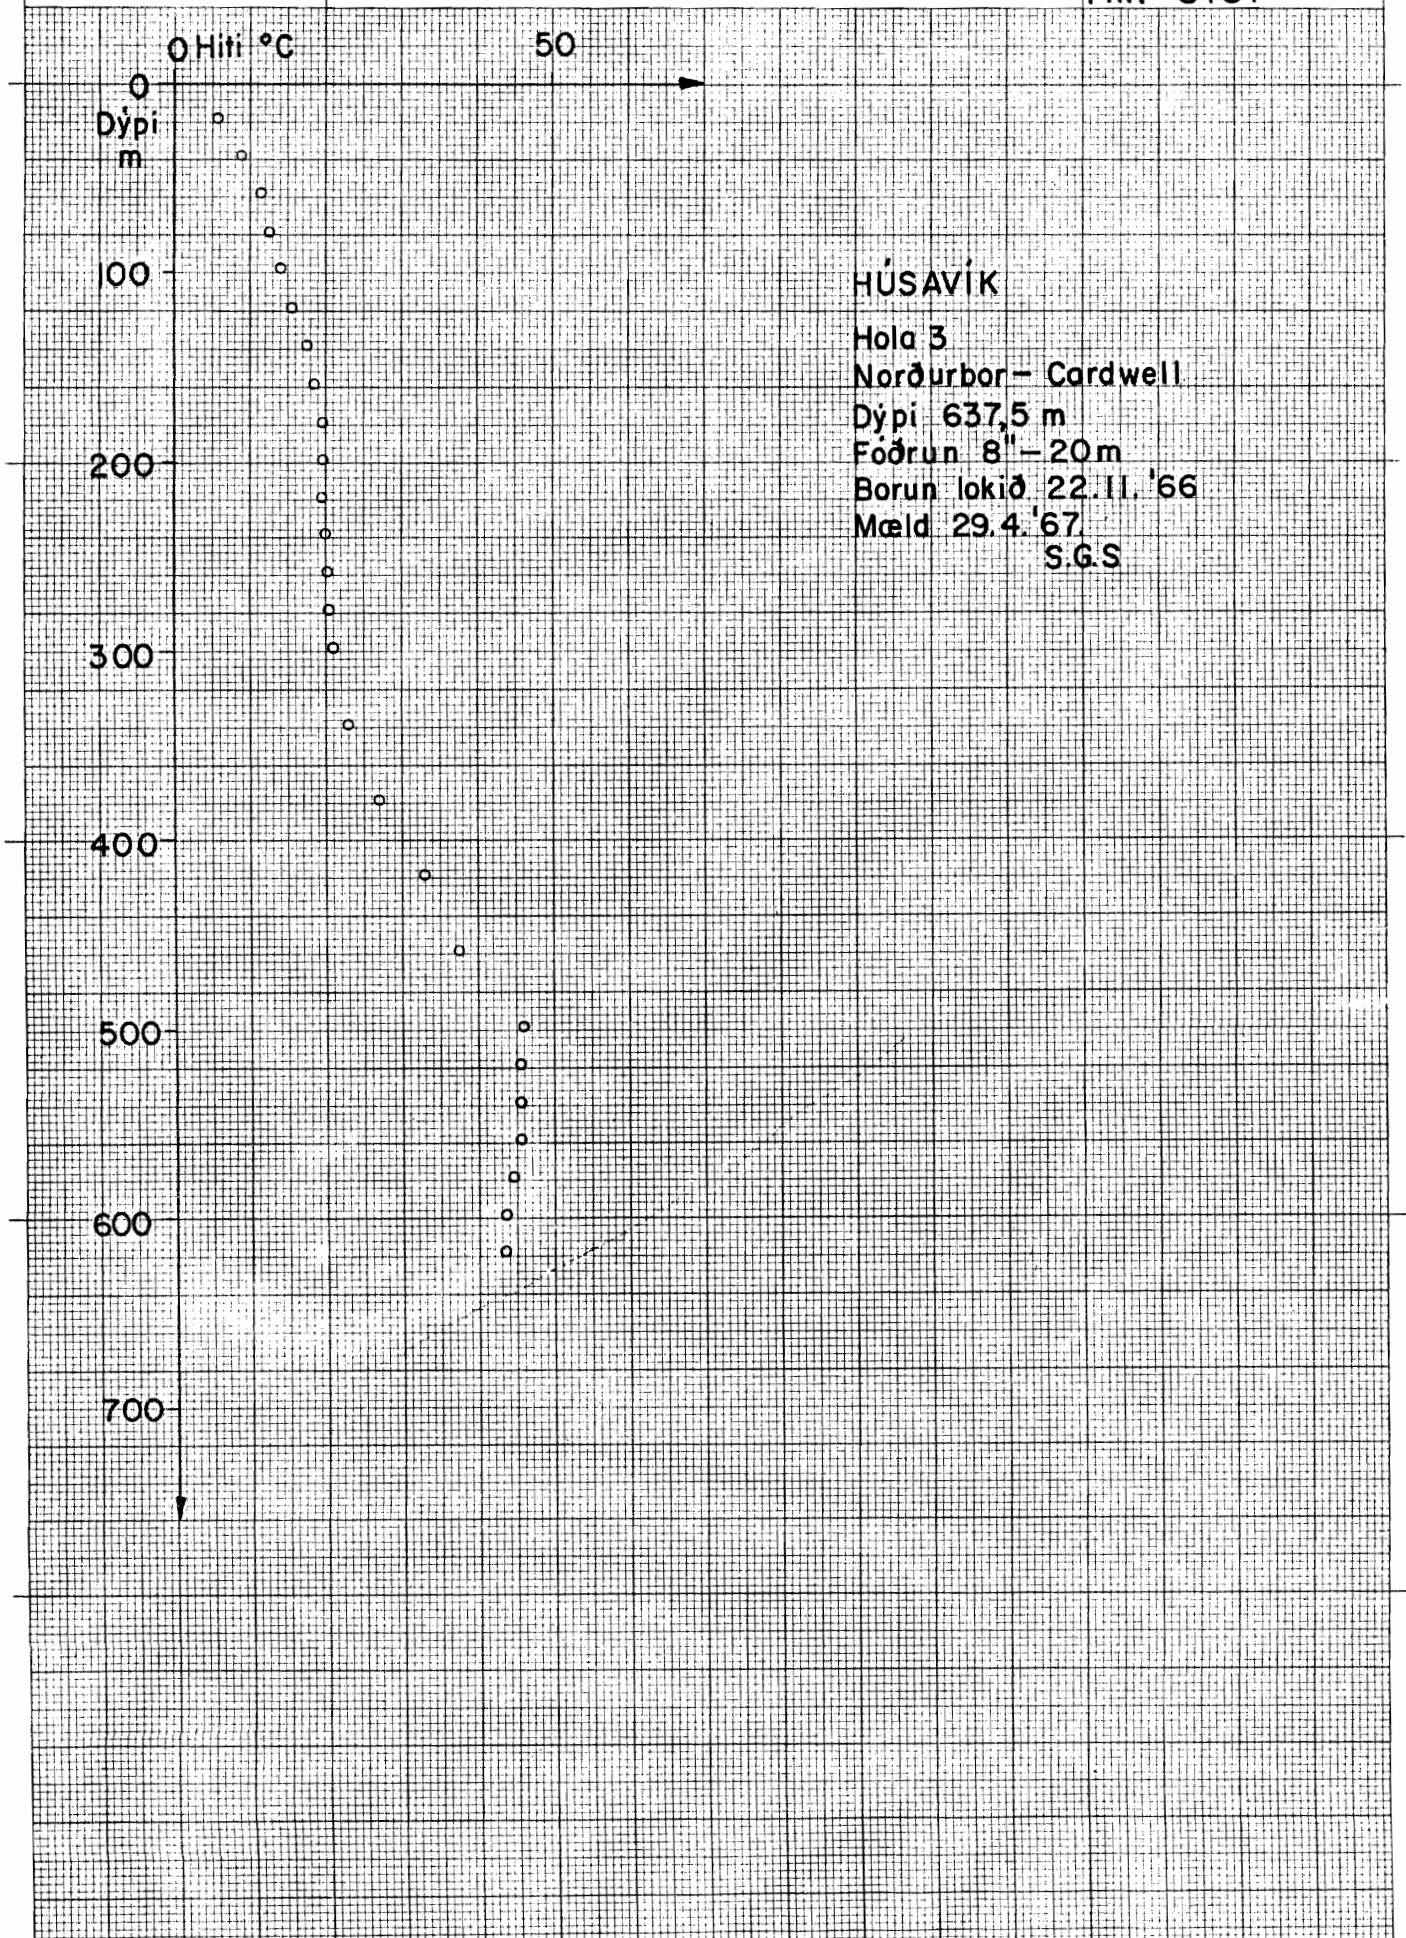 0 Hiti °C 50
0
Dýpi
m
100
200
300
400
500
600
700
HÚSAVÍK
Hola 3
Norðurbor – Cardwell
Dýpi 637,5 m
Fóðrun 8" – 20 m
Borun lokið 22.11. '66
Mæld 29.4. '67.
S.G.S